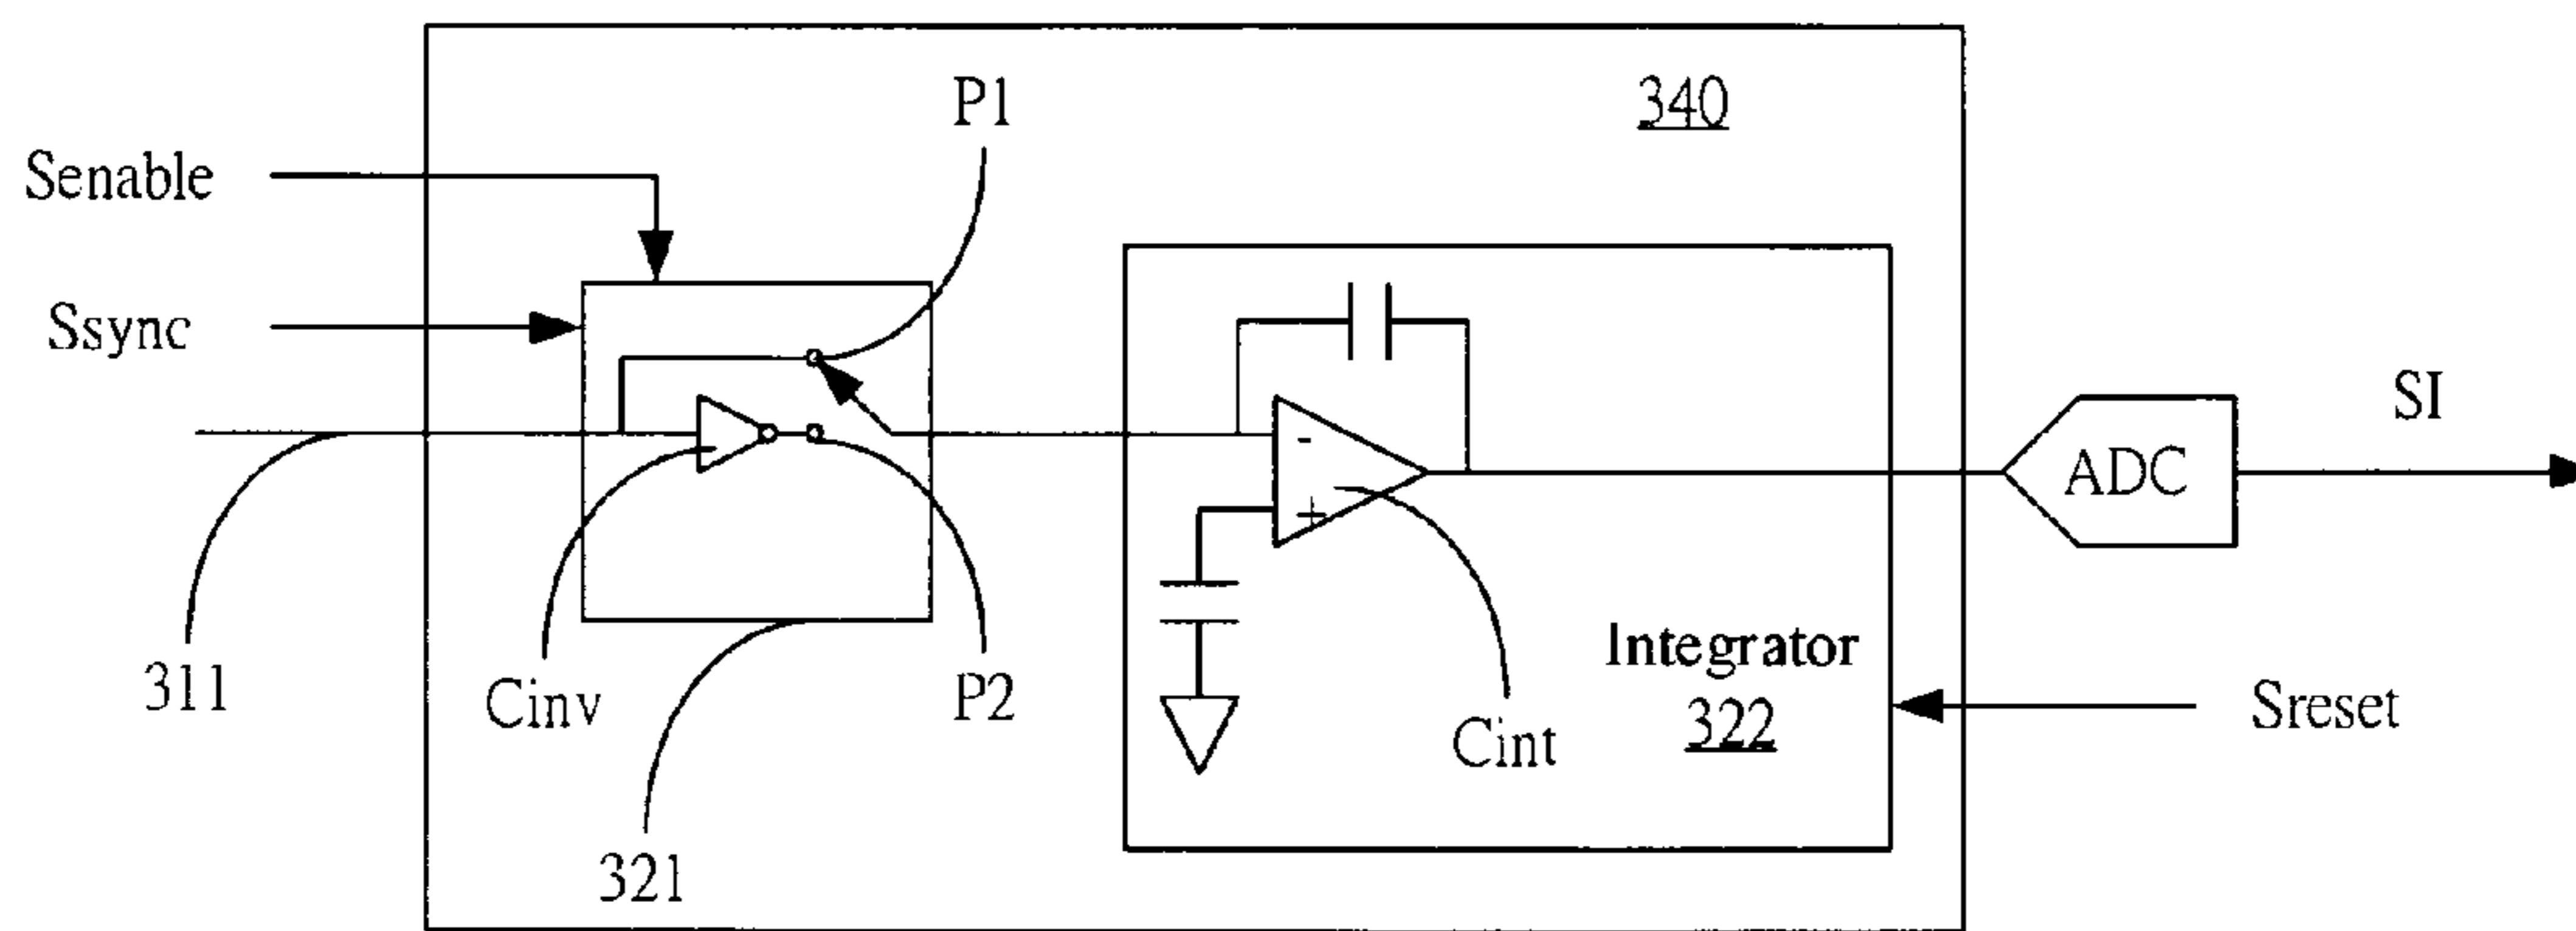 P1
340
Senable
Ssync
SI
-
ADC
+
Integrator
322
311
Cinv
P2
Cint
Sreset
321